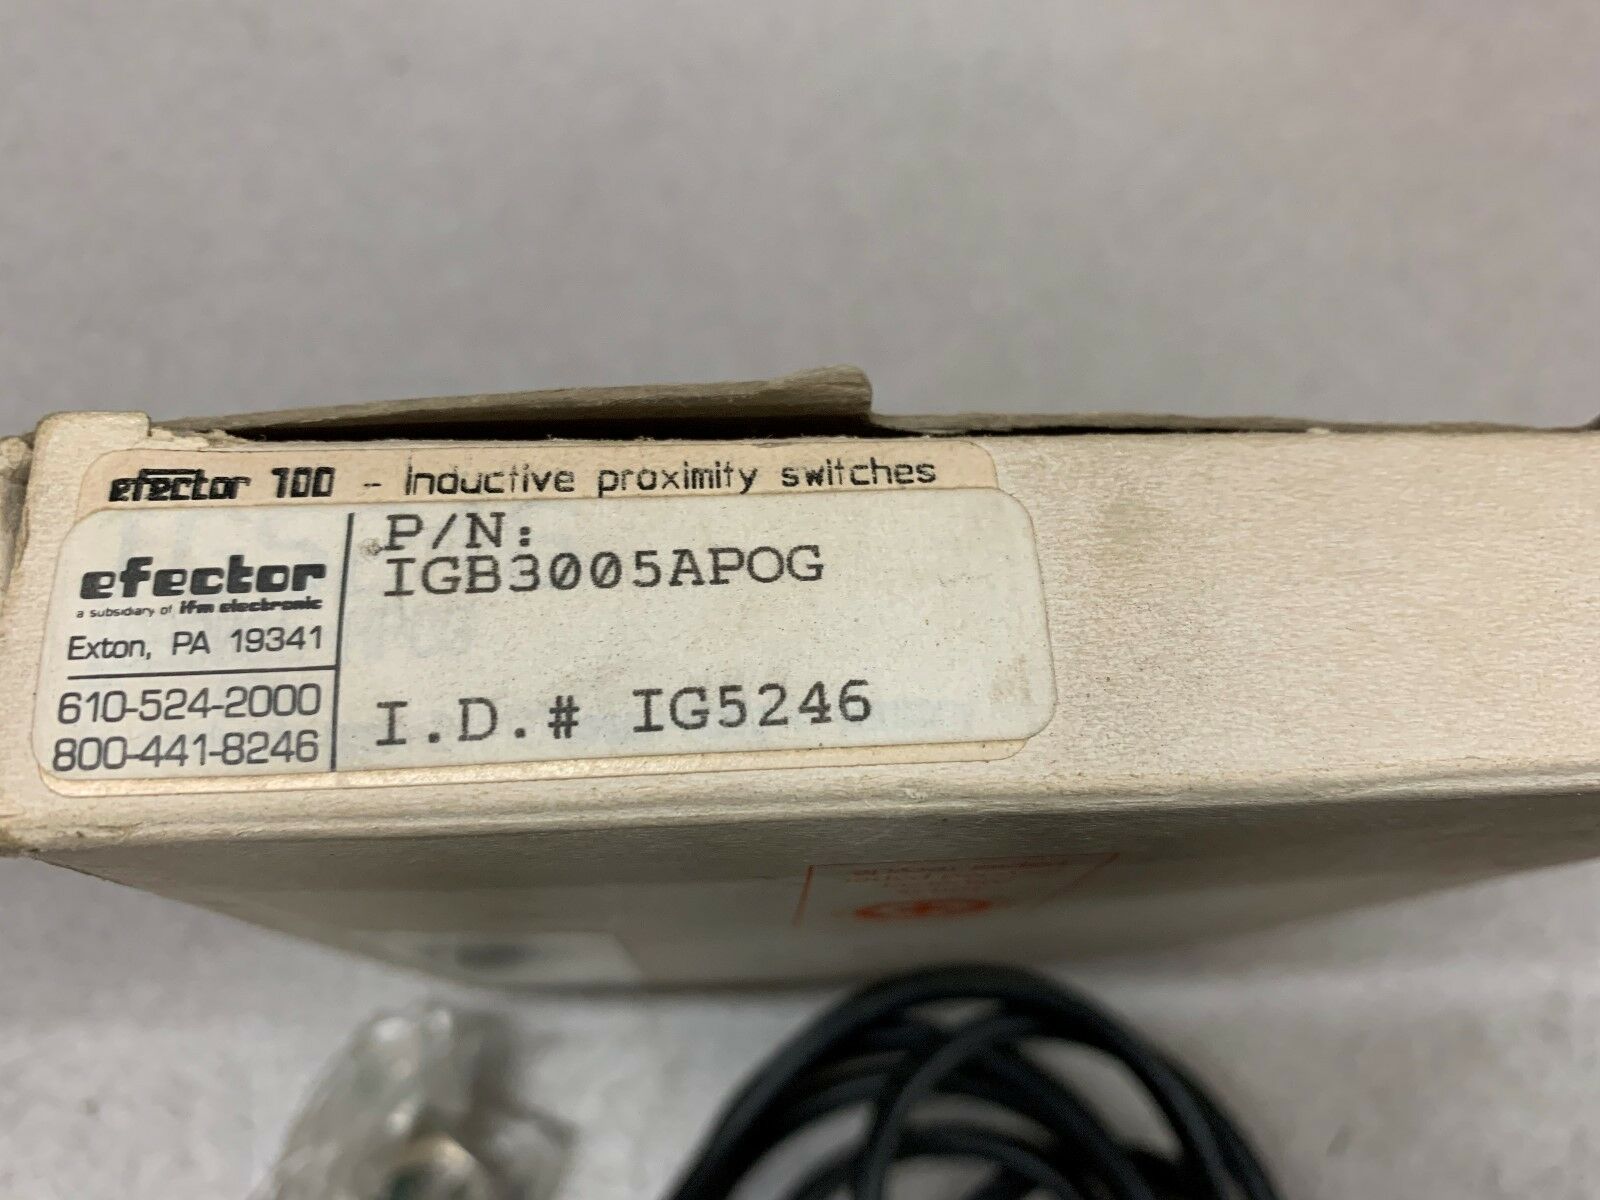 efector 100 - Inductive proximity switches
efector
a subsidiary of ifm electronic
Exton, PA 19341
610-524-2000
800-441-8246
P/N:
IGB3005APOG
I.D.# IG5246